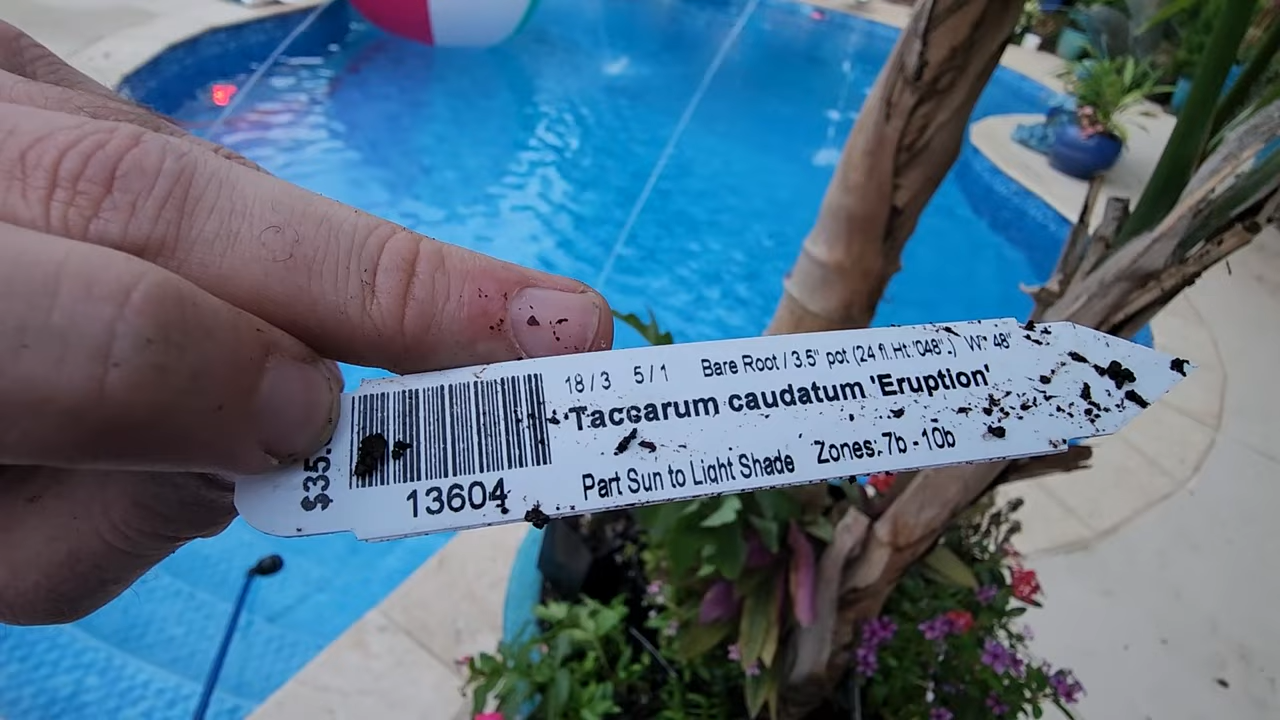 18/3 5/1 Bare Root / 3.5" pot (24 fl. Ht:'048".) W:' 48"
Taccarum caudatum 'Eruption'
Part Sun to Light Shade Zones: 7b - 10b
13604
$35.